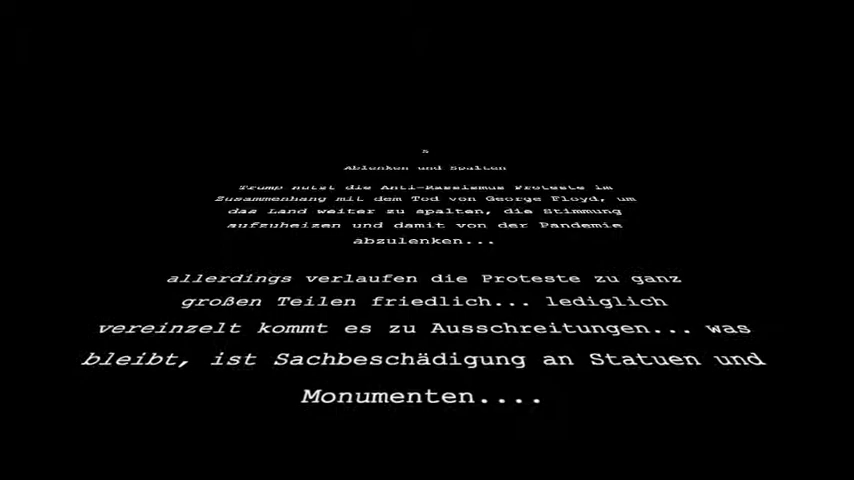 5
Ablenken und Spalten
Trump nutzt die Anti-Rassismus Proteste im
Zusammenhang mit dem Tod von George Floyd, um
das Land weiter zu spalten, die Stimmung
aufzuheizen und damit von der Pandemie
abzulenken...
allerdings verlaufen die Proteste zu ganz
großen Teilen friedlich... lediglich
vereinzelt kommt es zu Ausschreitungen... was
bleibt, ist Sachbeschädigung an Statuen und
Monumenten....